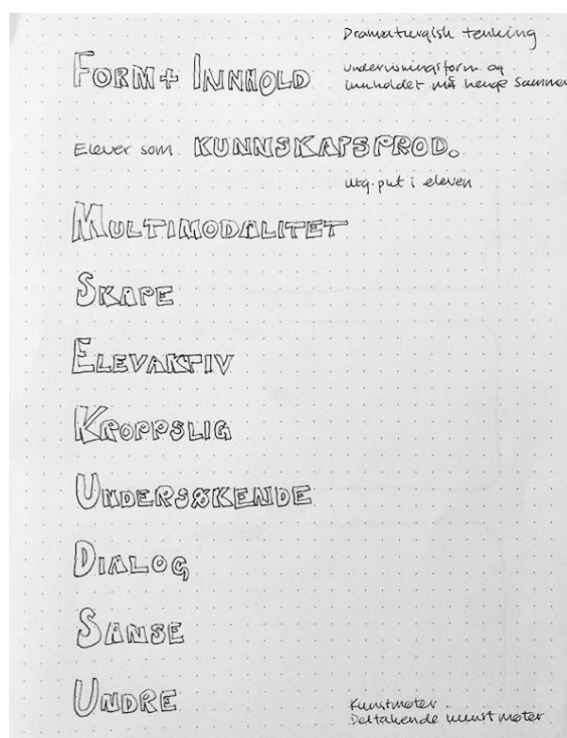 Dramaturgisk tenking
FORM + INNHOLD
undervisningsform og
innholdet må henge sammen
Elever som KUNNSKAPSPROD.
utg.put i eleven
MULTIMODALITET
SKAPE
ELEVAKTIV
KROPPSLIG
UNDERSØKENDE
DIALOG
SANSE
UNDRE
Kunstmøter
Deltakende kunstmøter